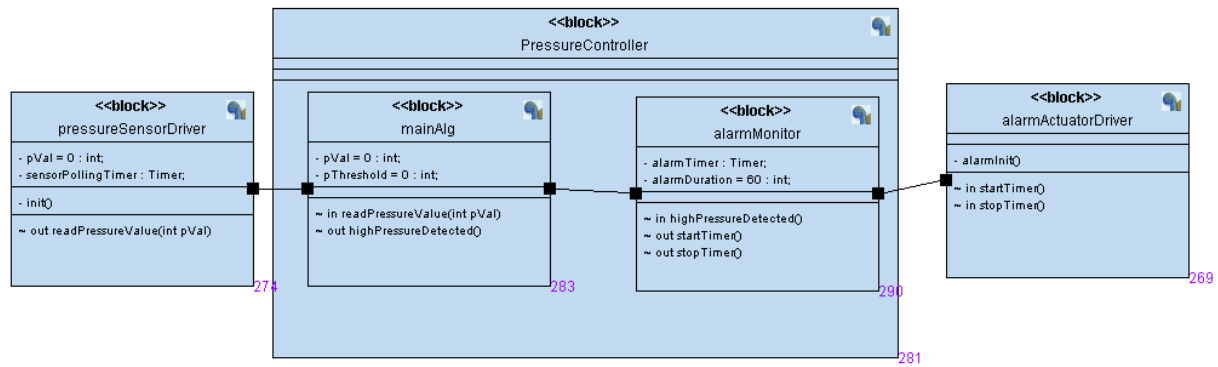 <<block>>
PressureController
<<block>>
pressureSensorDriver
- pVal = 0 : int;
- sensorPollingTimer : Timer;
- init()
~ out readPressureValue(int pVal)
274
<<block>>
mainAlg
- pVal = 0 : int;
- pThreshold = 0 : int;
~ in readPressureValue(int pVal)
~ out highPressureDetected()
283
<<block>>
alarmMonitor
- alarmTimer : Timer;
- alarmDuration = 60 : int;
~ in highPressureDetected()
~ out startTimer()
~ out stopTimer()
290
<<block>>
alarmActuatorDriver
- alarmInit()
~ in startTimer()
~ in stopTimer()
269
281